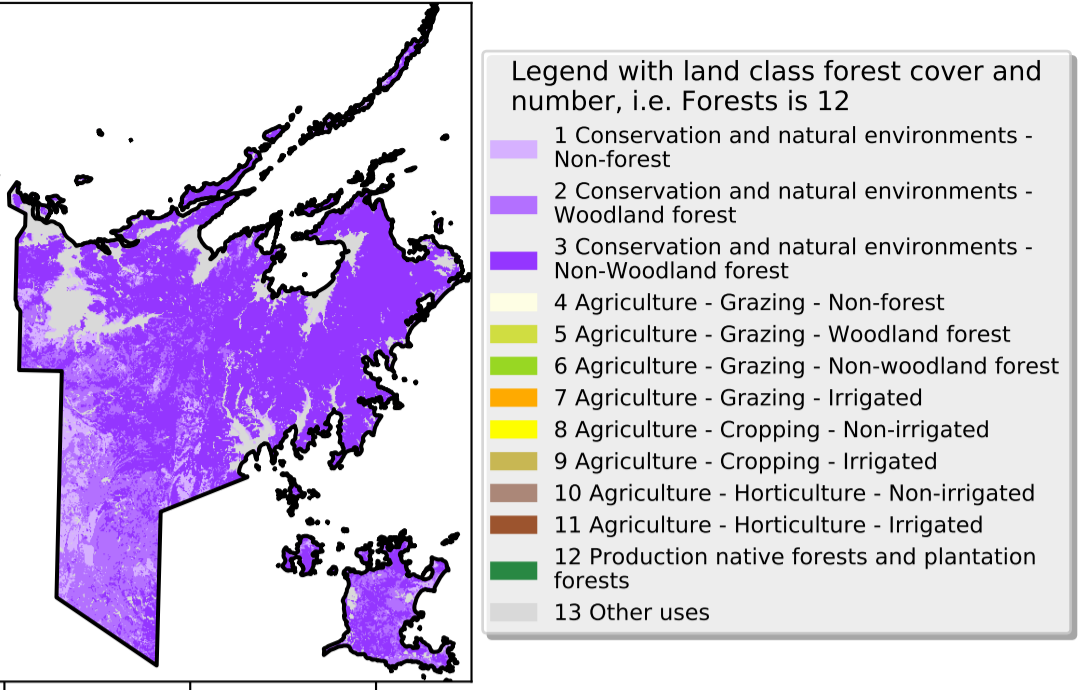 Legend with land class forest cover and
number, i.e. Forests is 12
1 Conservation and natural environments -
Non-forest
2 Conservation and natural environments -
Woodland forest
3 Conservation and natural environments -
Non-Woodland forest
4 Agriculture - Grazing - Non-forest
5 Agriculture - Grazing - Woodland forest
6 Agriculture - Grazing - Non-woodland forest
7 Agriculture - Grazing - Irrigated
8 Agriculture - Cropping - Non-irrigated
9 Agriculture - Cropping - Irrigated
10 Agriculture - Horticulture - Non-irrigated
11 Agriculture - Horticulture - Irrigated
12 Production native forests and plantation
forests
13 Other uses